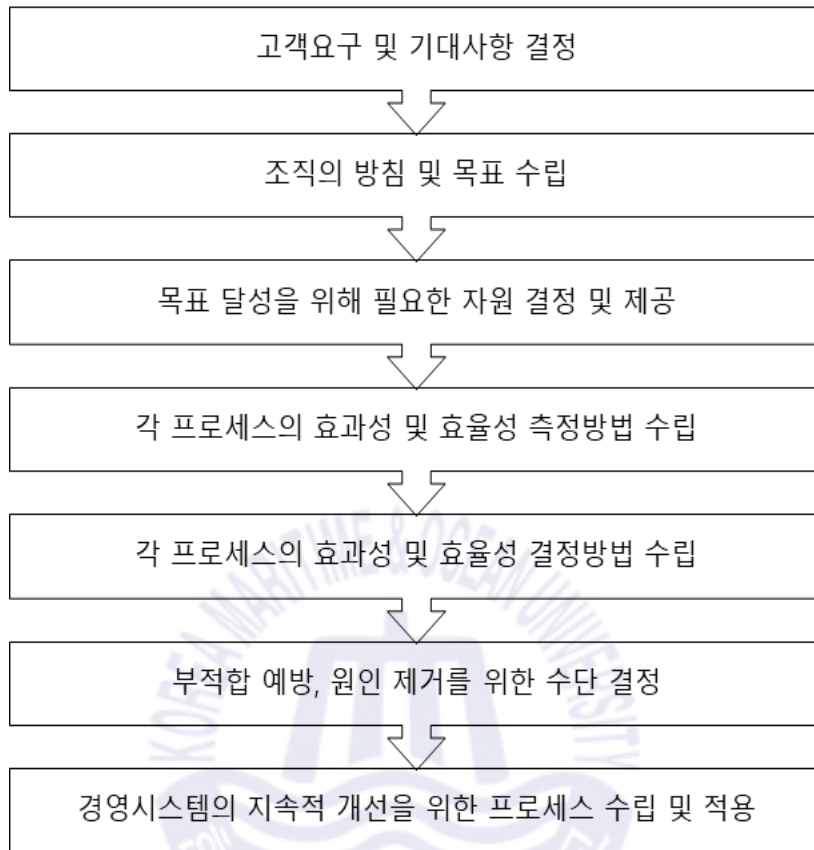 고객요구 및 기대사항 결정
조직의 방침 및 목표 수립
목표 달성을 위해 필요한 자원 결정 및 제공
각 프로세스의 효과성 및 효율성 측정방법 수립
각 프로세스의 효과성 및 효율성 결정방법 수립
KOREA MARITIME & OCEAN UNIVERSITY
부적합 예방, 원인 제거를 위한 수단 결정
경영시스템의 지속적 개선을 위한 프로세스 수립 및 적용